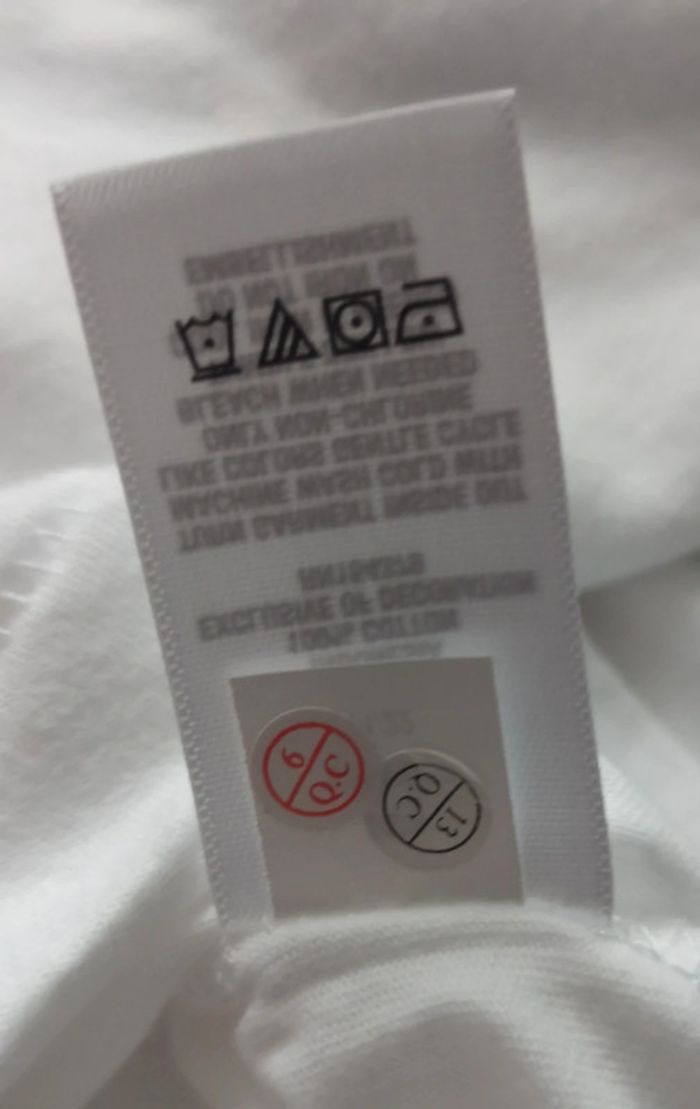 100% COTTON
EXCLUSIVE OF DECORATION
TURN GARMENT INSIDE OUT
MACHINE WASH COLD WITH
LIKE COLORS GENTLE CYCLE
ONLY NON-CHLORINE
BLEACH WHEN NEEDED
DO NOT IRON ON
EMBELLISHMENT
6
Q.C
Q.C
13